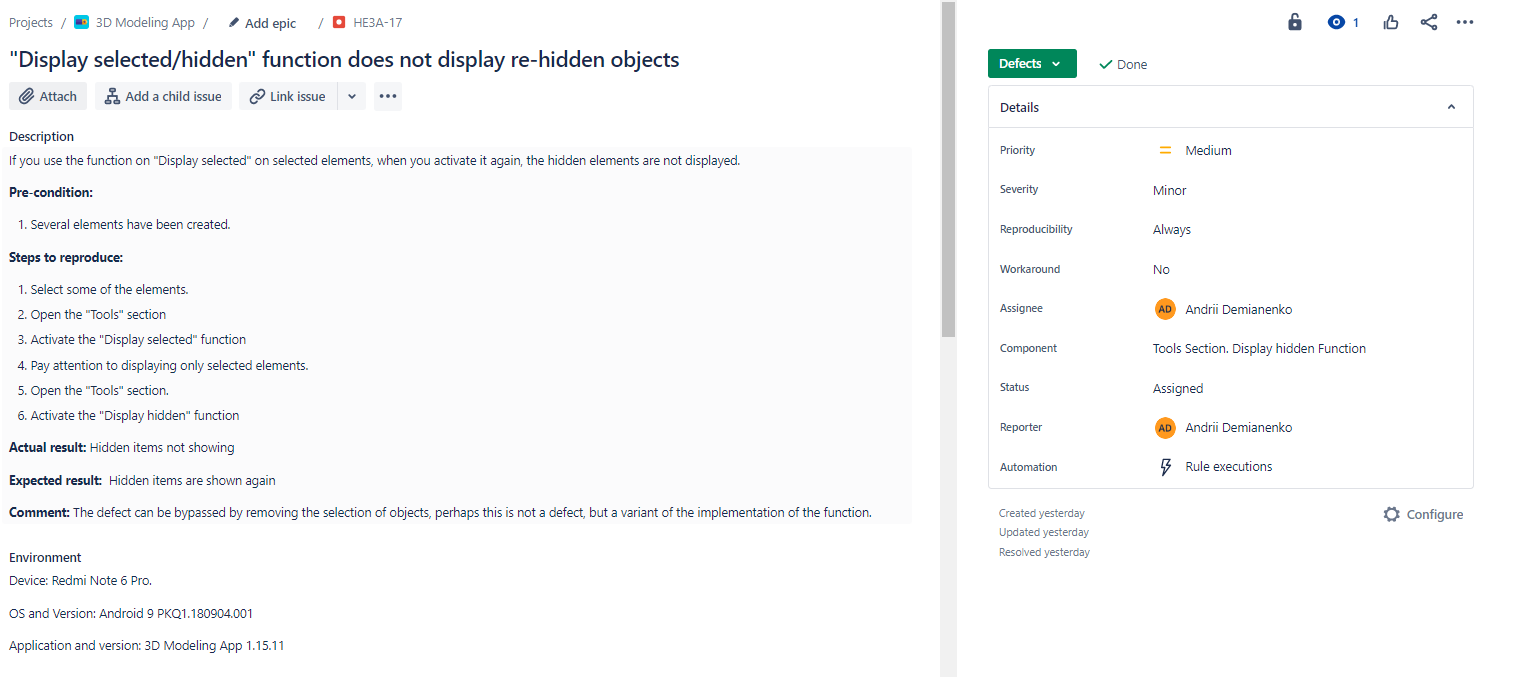 Projects / 3D Modeling App / Add epic / HE3A-17
"Display selected/hidden" function does not display re-hidden objects
Attach Add a child issue Link issue
Description
If you use the function on "Display selected" on selected elements, when you activate it again, the hidden elements are not displayed.
Pre-condition:
1. Several elements have been created.
Steps to reproduce:
1. Select some of the elements.
2. Open the "Tools" section
3. Activate the "Display selected" function
4. Pay attention to displaying only selected elements.
5. Open the "Tools" section.
6. Activate the "Display hidden" function
Actual result: Hidden items not showing
Expected result: Hidden items are shown again
Comment: The defect can be bypassed by removing the selection of objects, perhaps this is not a defect, but a variant of the implementation of the function.
Environment
Device: Redmi Note 6 Pro.
OS and Version: Android 9 PKQ1.180904.001
Application and version: 3D Modeling App 1.15.11
1
Defects Done
Details
Priority Medium
Severity Minor
Reproducibility Always
Workaround No
Assignee AD Andrii Demianenko
Component Tools Section. Display hidden Function
Status Assigned
Reporter AD Andrii Demianenko
Automation Rule executions
Created yesterday Configure
Updated yesterday
Resolved yesterday